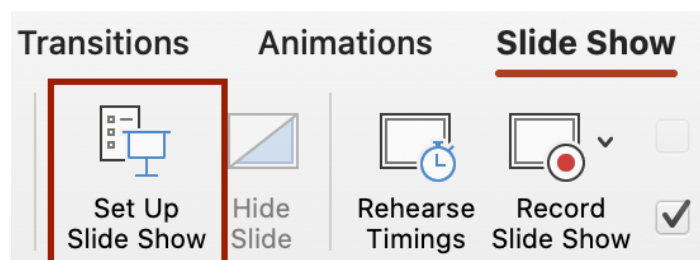 Transitions Animations Slide Show
Set Up Hide Rehearse Record
Slide Show Slide Timings Slide Show